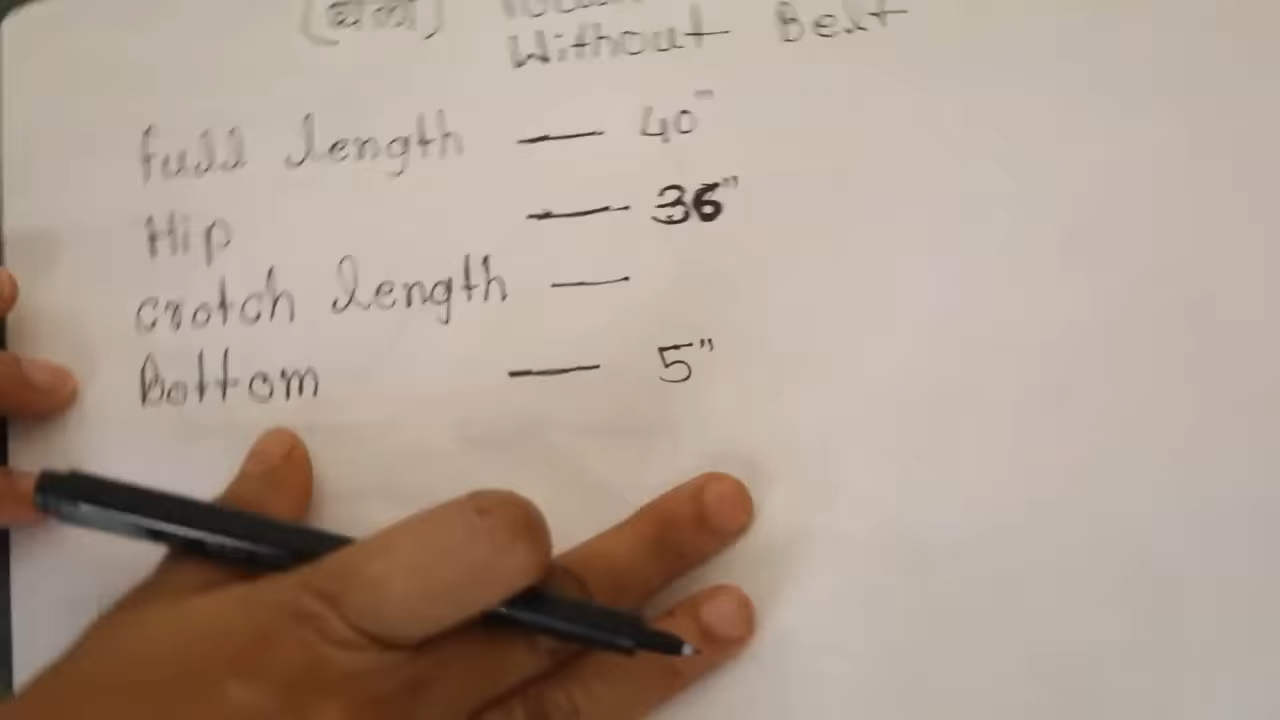 Without Belt
Full length — 40"
Hip — 36"
Crotch length —
Bottom — 5"